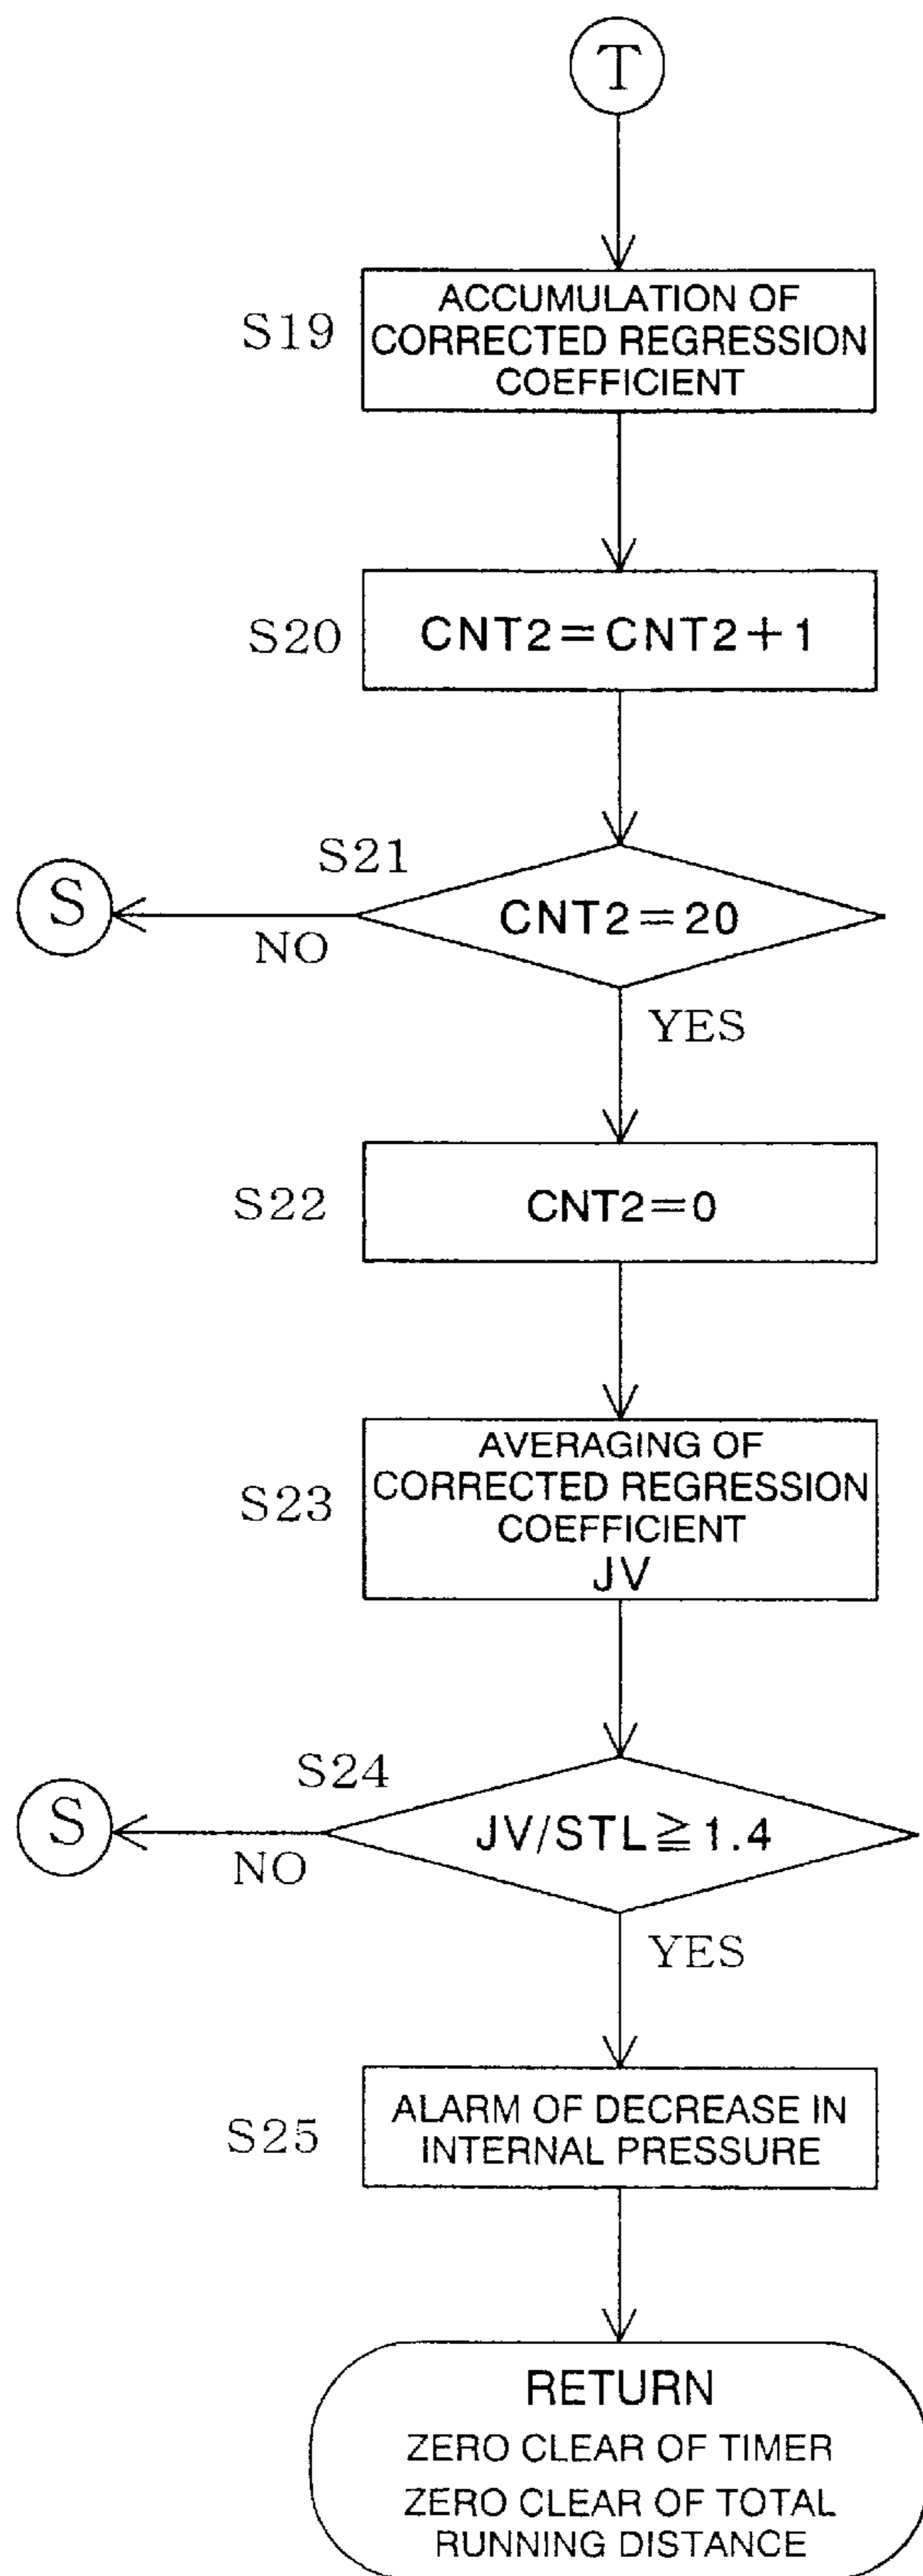 T
S19
ACCUMULATION OF
CORRECTED REGRESSION
COEFFICIENT
S20
CNT2=CNT2+1
S21
S
NO
CNT2=20
YES
S22
CNT2=0
S23
AVERAGING OF
CORRECTED REGRESSION
COEFFICIENT
JV
S24
S
NO
JV/STL≧1.4
YES
S25
ALARM OF DECREASE IN
INTERNAL PRESSURE
RETURN
ZERO CLEAR OF TIMER
ZERO CLEAR OF TOTAL
RUNNING DISTANCE